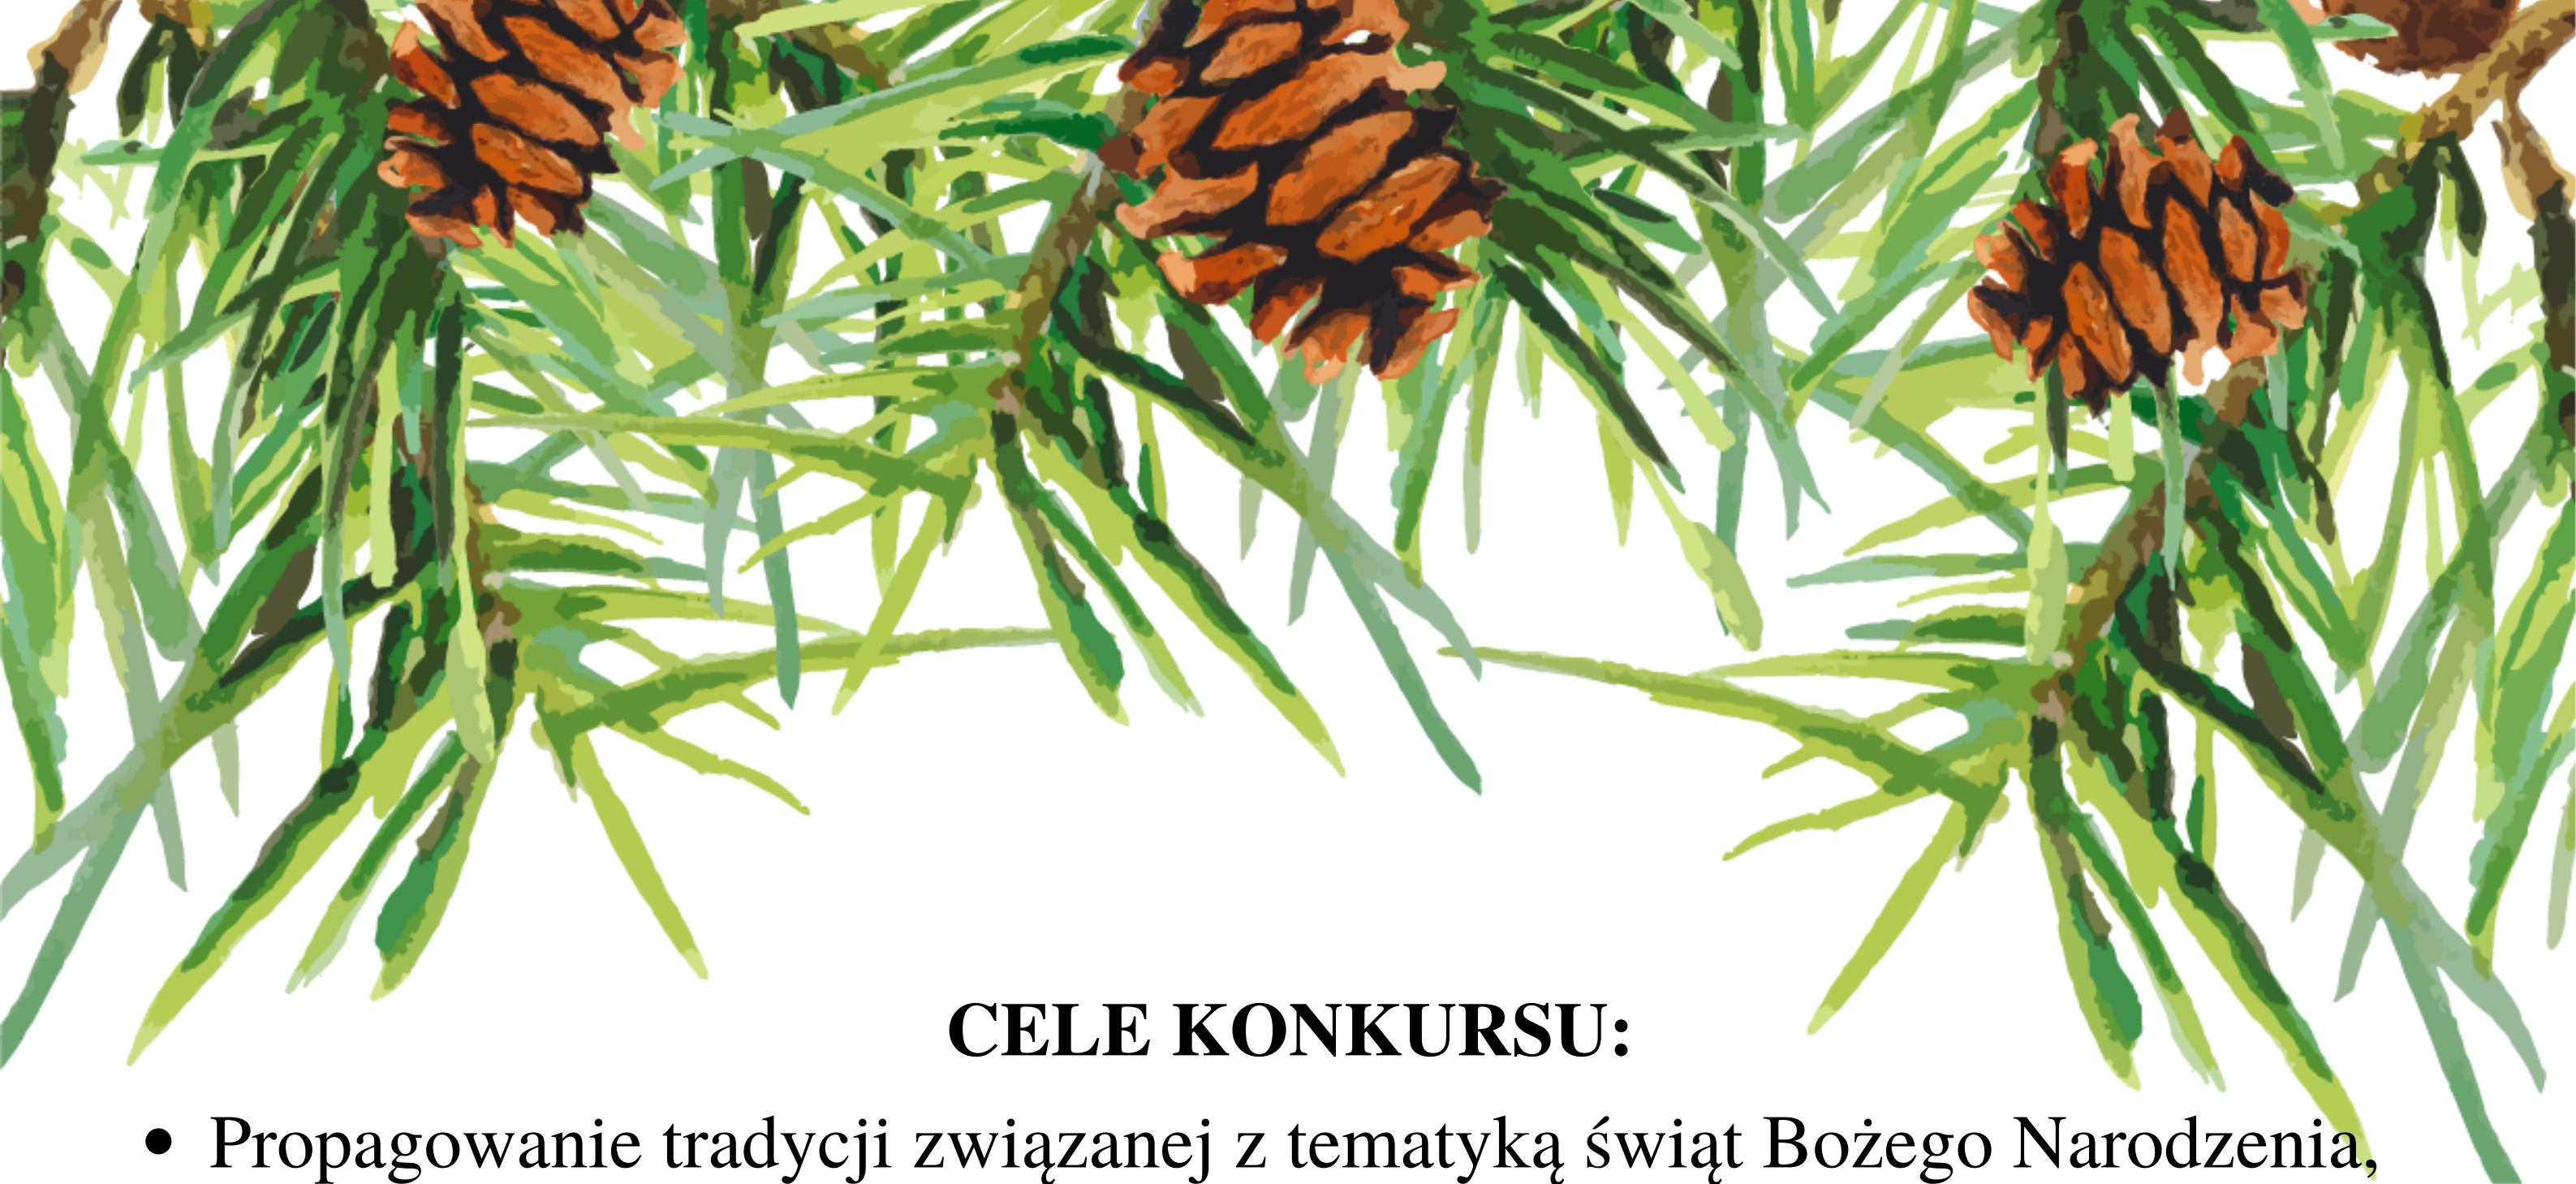 CELE KONKURSU:
• Propagowanie tradycji związanej z tematyką świąt Bożego Narodzenia,